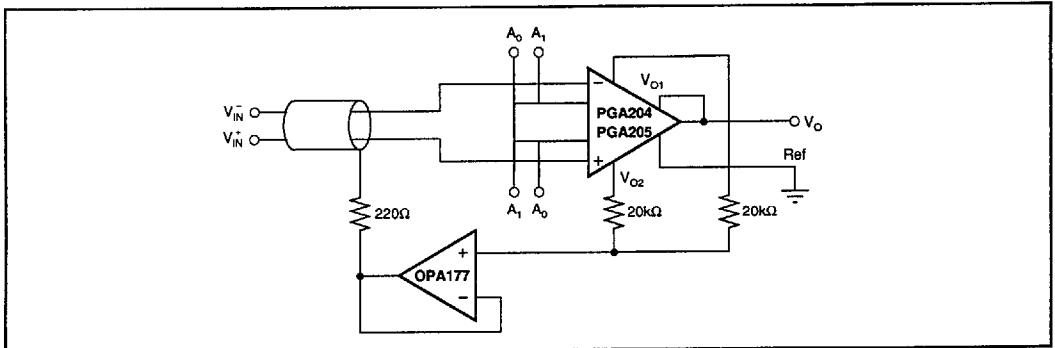 A0 A1
VIN−
VIN+
−
PGA204
PGA205
+
VO1
VO
Ref
VO2
A1 A0
220Ω
20kΩ
20kΩ
+
OPA177
−